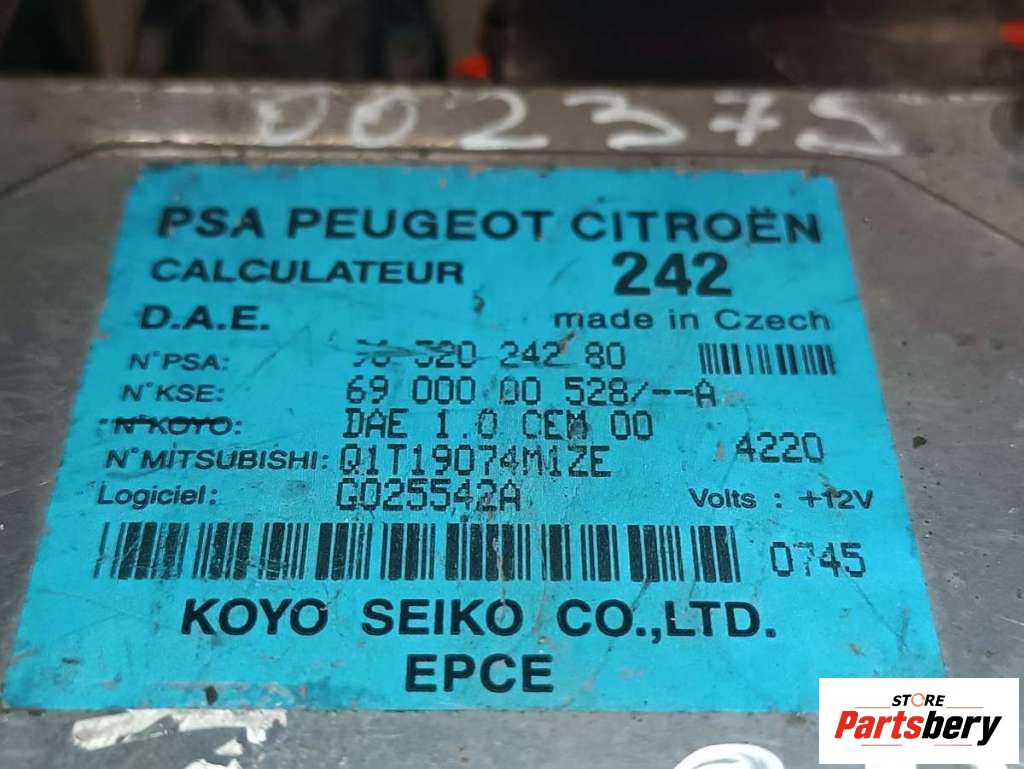 002375
PSA PEUGEOT CITROËN
CALCULATEUR 242
D.A.E. made in Czech
N°PSA: 96 520 242 80
N°KSE: 69 000 00 528/--A
N°KOYO: DAE 1.0 CEM 00
N°MITSUBISHI: Q1T19074M1ZE 4220
Logiciel: G025542A Volts : +12V
0745
KOYO SEIKO CO.,LTD.
EPCE
STORE
Partsbery